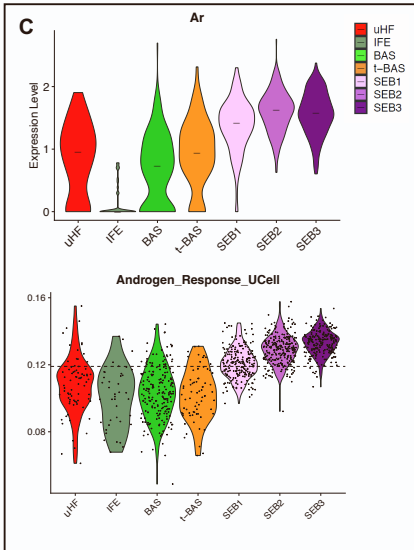 C
Ar
uHF
IFE
BAS
t-BAS
SEB1
SEB2
SEB3
Expression Level
2
1
0
uHF
IFE
BAS
t-BAS
SEB1
SEB2
SEB3
Androgen_Response_UCell
0.16
0.12
0.08
uHF
IFE
BAS
t-BAS
SEB1
SEB2
SEB3